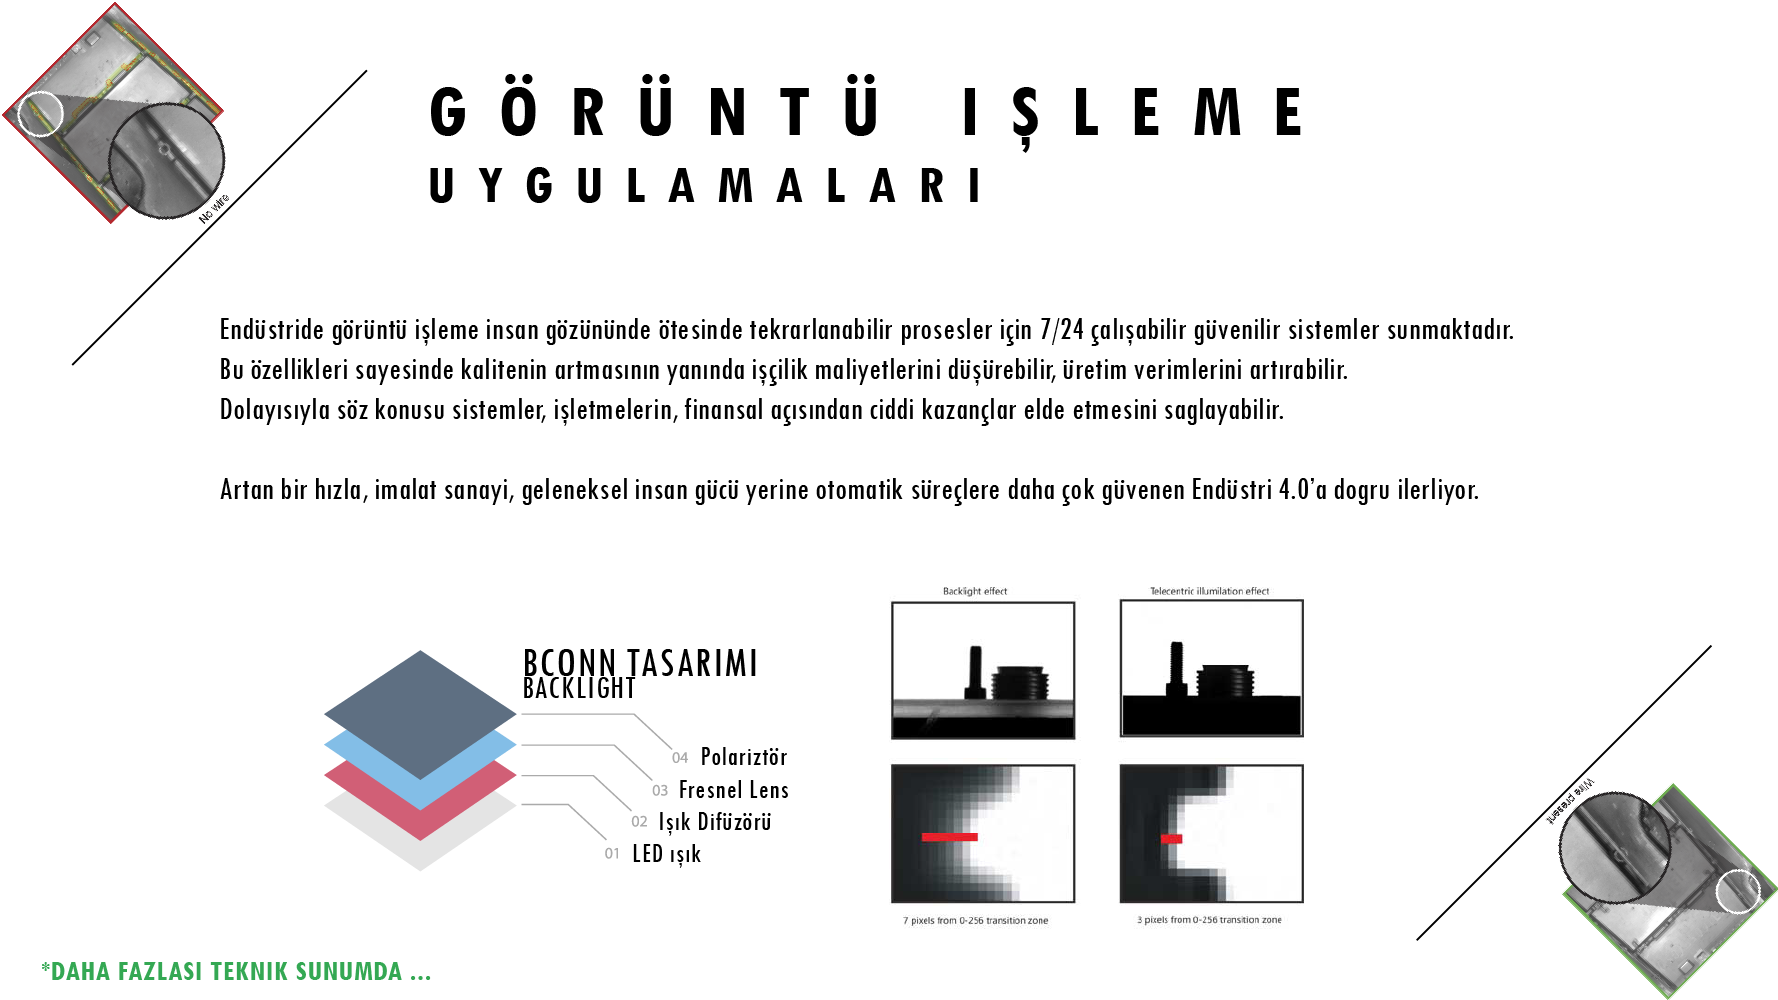 No wire
GÖRÜNTÜ IŞLEME
UYGULAMALARI
Endüstride görüntü işleme insan gözününde ötesinde tekrarlanabilir prosesler için 7/24 çalışabilir güvenilir sistemler sunmaktadır.
Bu özellikleri sayesinde kalitenin artmasının yanında işçilik maliyetlerini düşürebilir, üretim verimlerini artırabilir.
Dolayısıyla söz konusu sistemler, işletmelerin, finansal açısından ciddi kazançlar elde etmesini saglayabilir.
Artan bir hızla, imalat sanayi, geleneksel insan gücü yerine otomatik süreçlere daha çok güvenen Endüstri 4.0’a dogru ilerliyor.
BCONN TASARIMI
BACKLIGHT
04 Polariztör
03 Fresnel Lens
02 Işık Difüzörü
01 LED ışık
Backlight effect
Telecentric illumilation effect
7 pixels from 0-256 transition zone
3 pixels from 0-256 transition zone
Wire present
*DAHA FAZLASI TEKNIK SUNUMDA ...